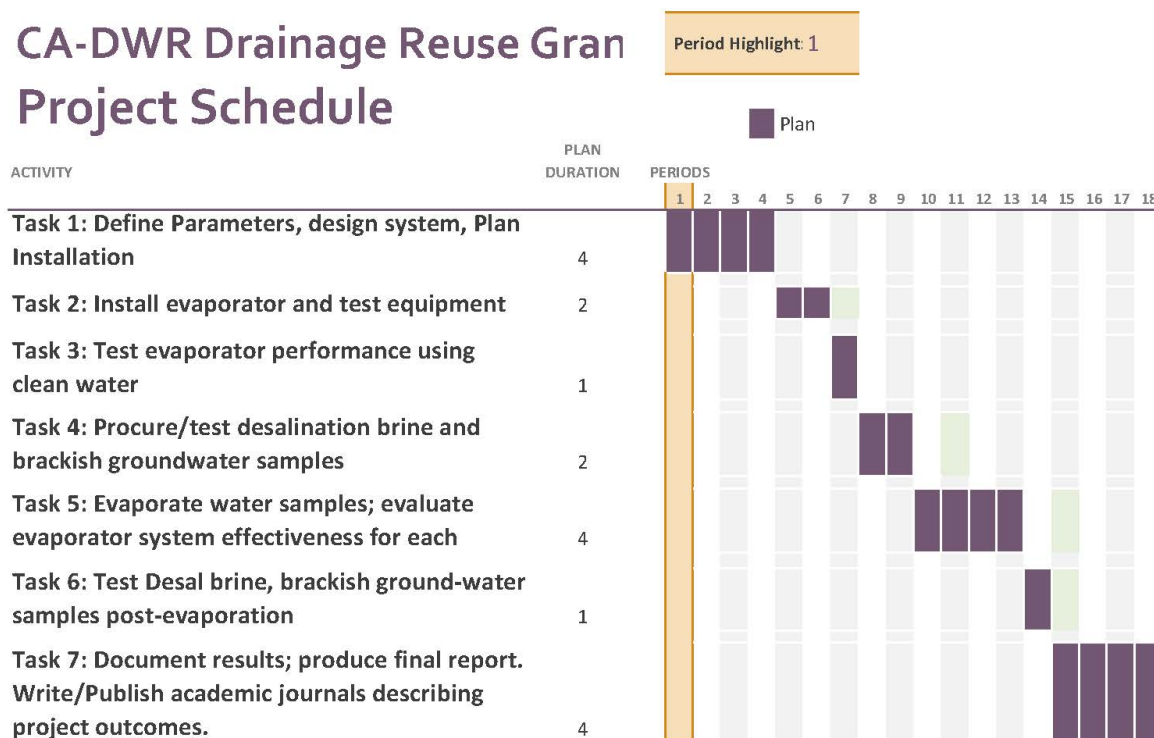 CA-DWR Drainage Reuse Gran
Project Schedule
Period Highlight: 1
Plan
ACTIVITY
PLAN
DURATION
PERIODS
1 2 3 4 5 6 7 8 9 10 11 12 13 14 15 16 17 18
Task 1: Define Parameters, design system, Plan
Installation
4
Task 2: Install evaporator and test equipment
2
Task 3: Test evaporator performance using
clean water
1
Task 4: Procure/test desalination brine and
brackish groundwater samples
2
Task 5: Evaporate water samples; evaluate
evaporator system effectiveness for each
4
Task 6: Test Desal brine, brackish ground-water
samples post-evaporation
1
Task 7: Document results; produce final report.
Write/Publish academic journals describing
project outcomes.
4